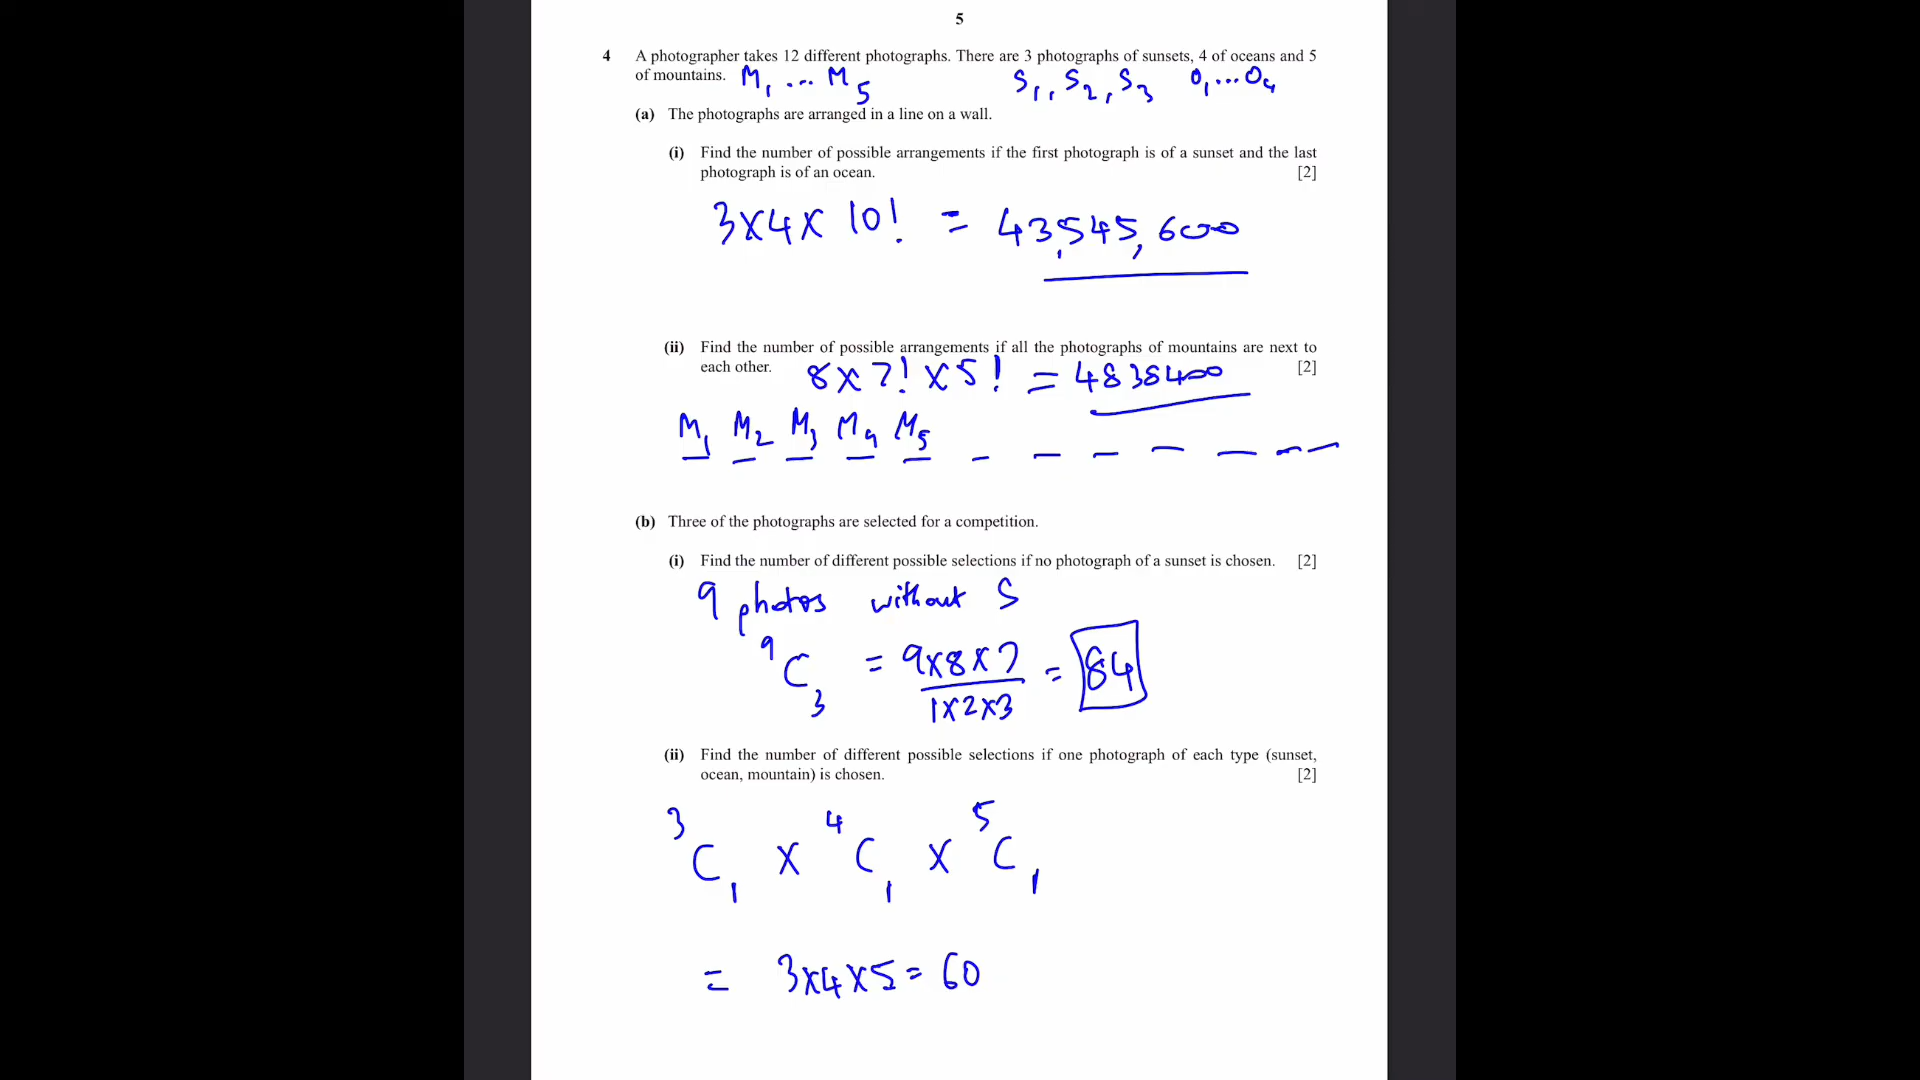 5
4 A photographer takes 12 different photographs. There are 3 photographs of sunsets, 4 of oceans and 5
of mountains. M₁ ... M₅ S₁, S₂, S₃ O₁ ... O₄
(a) The photographs are arranged in a line on a wall.
(i) Find the number of possible arrangements if the first photograph is of a sunset and the last
photograph is of an ocean. [2]
3 x 4 x 10! = 43,545,600
(ii) Find the number of possible arrangements if all the photographs of mountains are next to
each other. [2]
8 x 7! x 5! = 4838400
M₁ M₂ M₃ M₄ M₅
(b) Three of the photographs are selected for a competition.
(i) Find the number of different possible selections if no photograph of a sunset is chosen. [2]
9 photos without S
⁹C₃ = 9x8x7 / 1x2x3 = 84
(ii) Find the number of different possible selections if one photograph of each type (sunset,
ocean, mountain) is chosen. [2]
³C₁ x ⁴C₁ x ⁵C₁
= 3x4x5 = 60